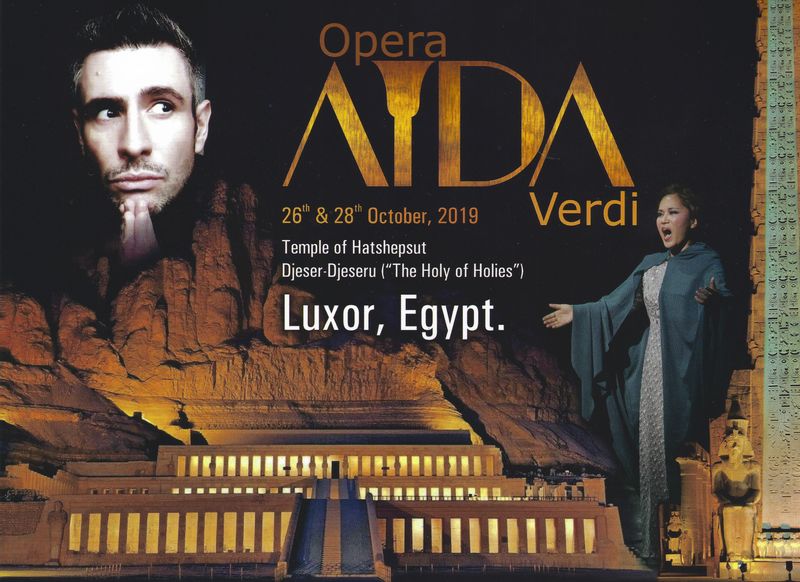 Opera
AIDA
Verdi
26th & 28th October, 2019
Temple of Hatshepsut
Djeser-Djeseru (“The Holy of Holies”)
Luxor, Egypt.